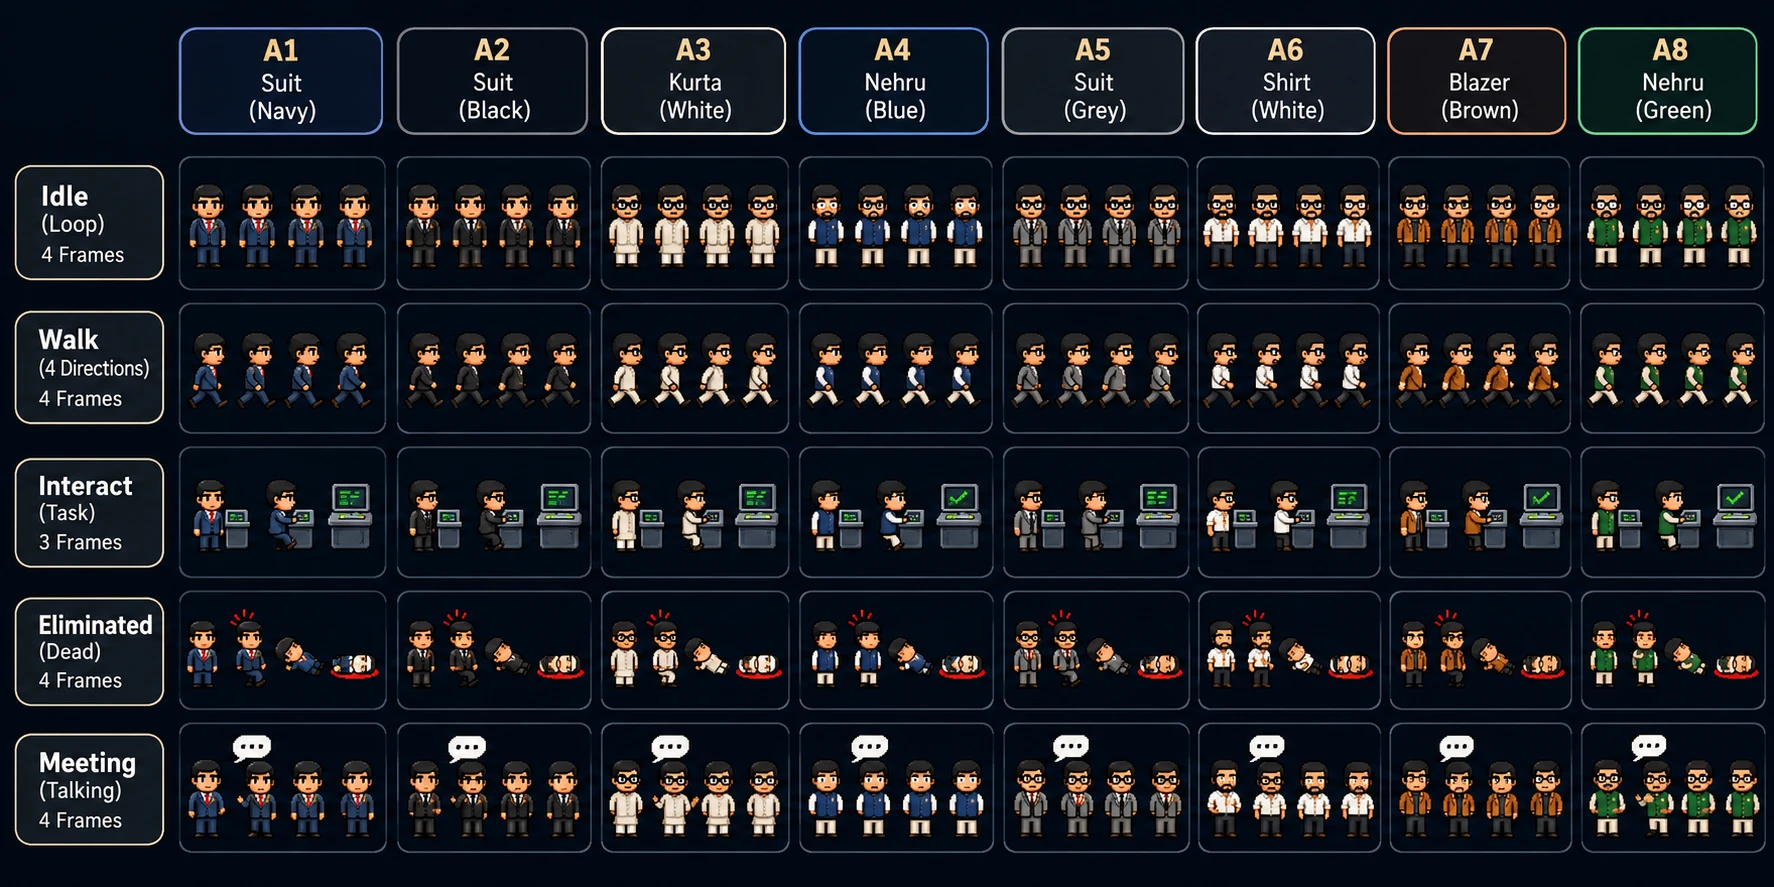 A1
Suit
(Navy)
A2
Suit
(Black)
A3
Kurta
(White)
A4
Nehru
(Blue)
A5
Suit
(Grey)
A6
Shirt
(White)
A7
Blazer
(Brown)
A8
Nehru
(Green)
Idle
(Loop)
4 Frames
Walk
(4 Directions)
4 Frames
Interact
(Task)
3 Frames
Eliminated
(Dead)
4 Frames
Meeting
(Talking)
4 Frames